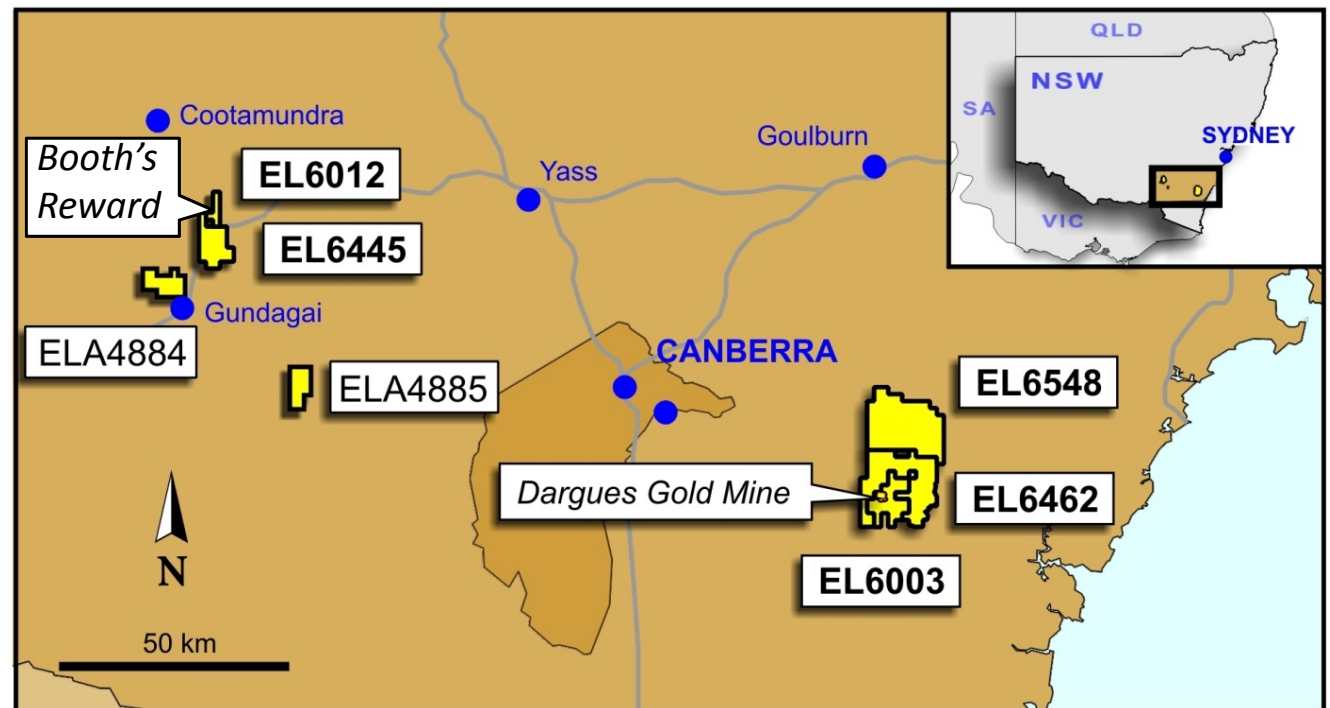 QLD
NSW
SA
SYDNEY
VIC
Cootamundra
Booth's
Reward
EL6012
Yass
Goulburn
EL6445
Gundagai
ELA4884
ELA4885
CANBERRA
EL6548
Dargues Gold Mine
EL6462
EL6003
N
50 km